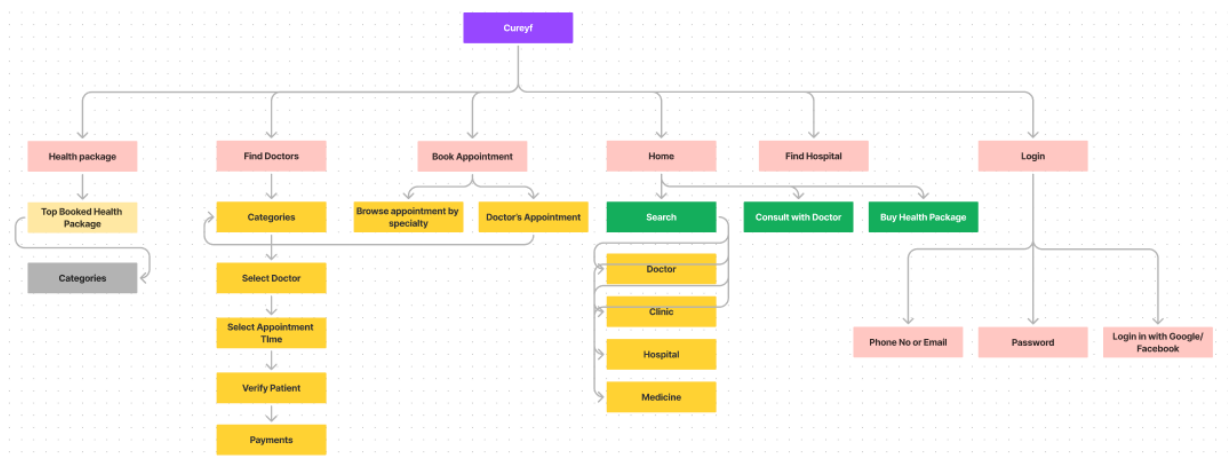 Cureyf
Health package
Find Doctors
Book Appointment
Home
Find Hospital
Login
Top Booked Health
Package
Categories
Browse appointment by
specialty
Doctor's Appointment
Search
Consult with Doctor
Buy Health Package
Categories
Select Doctor
Doctor
Clinic
Select Appointment
TIme
Hospital
Phone No or Email
Password
Login in with Google/
Facebook
Verify Patient
Medicine
Payments